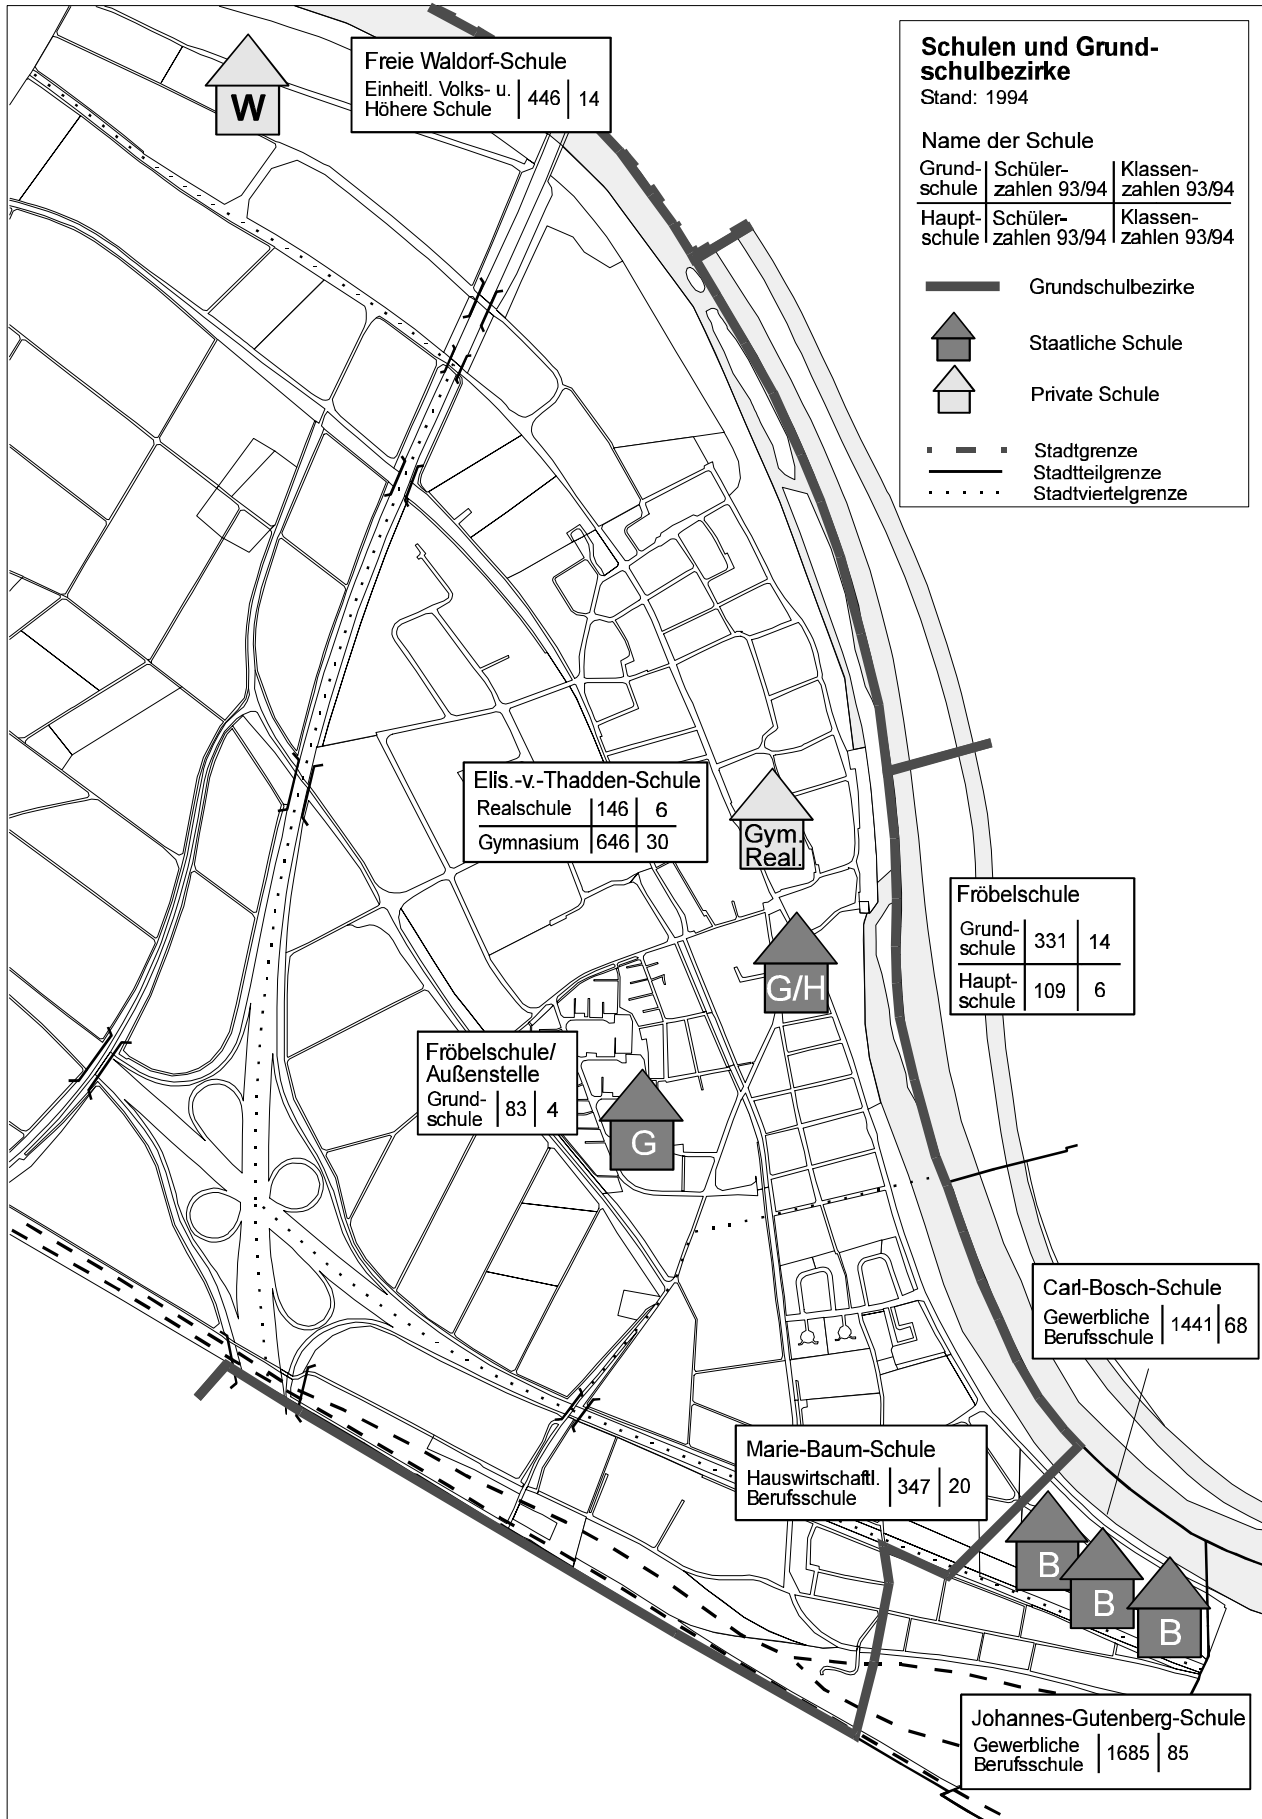 Freie Waldorf-Schule
Einheitl. Volks- u.
Höhere Schule 446 14
W
Schulen und Grund-
schulbezirke
Stand: 1994
Name der Schule
Grund- Schüler- Klassen-
schule zahlen 93/94 zahlen 93/94
Haupt- Schüler- Klassen-
schule zahlen 93/94 zahlen 93/94
Grundschulbezirke
Staatliche Schule
Private Schule
Stadtgrenze
Stadtteilgrenze
Stadtviertelgrenze
Elis.-v.-Thadden-Schule
Realschule 146 6
Gymnasium 646 30
Gym.
Real.
Fröbelschule
Grund-
schule 331 14
Haupt-
schule 109 6
G/H
Fröbelschule/
Außenstelle
Grund-
schule 83 4
G
Carl-Bosch-Schule
Gewerbliche
Berufsschule 1441 68
Marie-Baum-Schule
Hauswirtschaftl.
Berufsschule 347 20
B
B
B
Johannes-Gutenberg-Schule
Gewerbliche
Berufsschule 1685 85